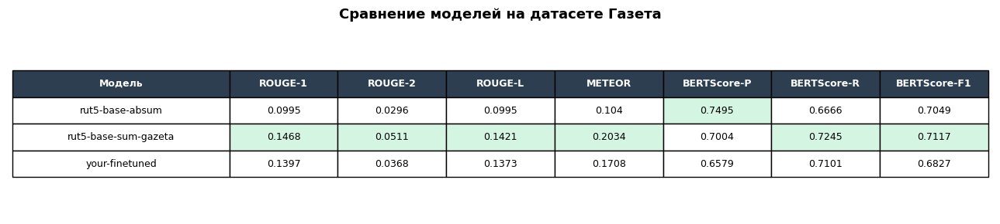 Сравнение моделей на датасете Газета
Модель ROUGE-1 ROUGE-2 ROUGE-L METEOR BERTScore-P BERTScore-R BERTScore-F1
rut5-base-absum 0.0995 0.0296 0.0995 0.104 0.7495 0.6666 0.7049
rut5-base-sum-gazeta 0.1468 0.0511 0.1421 0.2034 0.7004 0.7245 0.7117
your-finetuned 0.1397 0.0368 0.1373 0.1708 0.6579 0.7101 0.6827